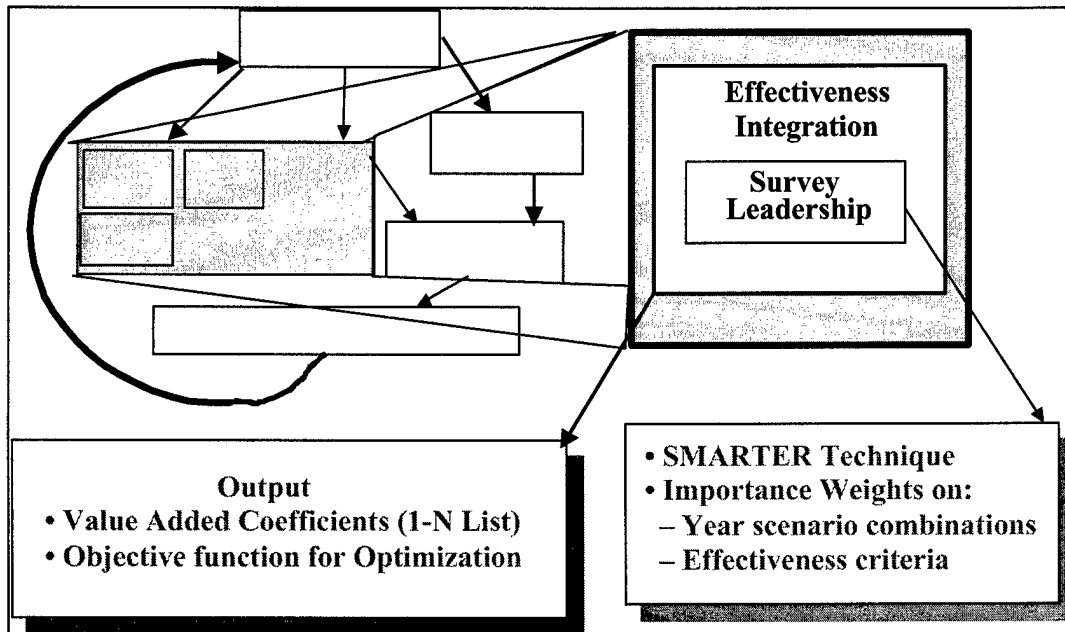 Effectiveness
Integration
Survey
Leadership
Output
• Value Added Coefficients (1-N List)
• Objective function for Optimization
• SMARTER Technique
• Importance Weights on:
– Year scenario combinations
– Effectiveness criteria